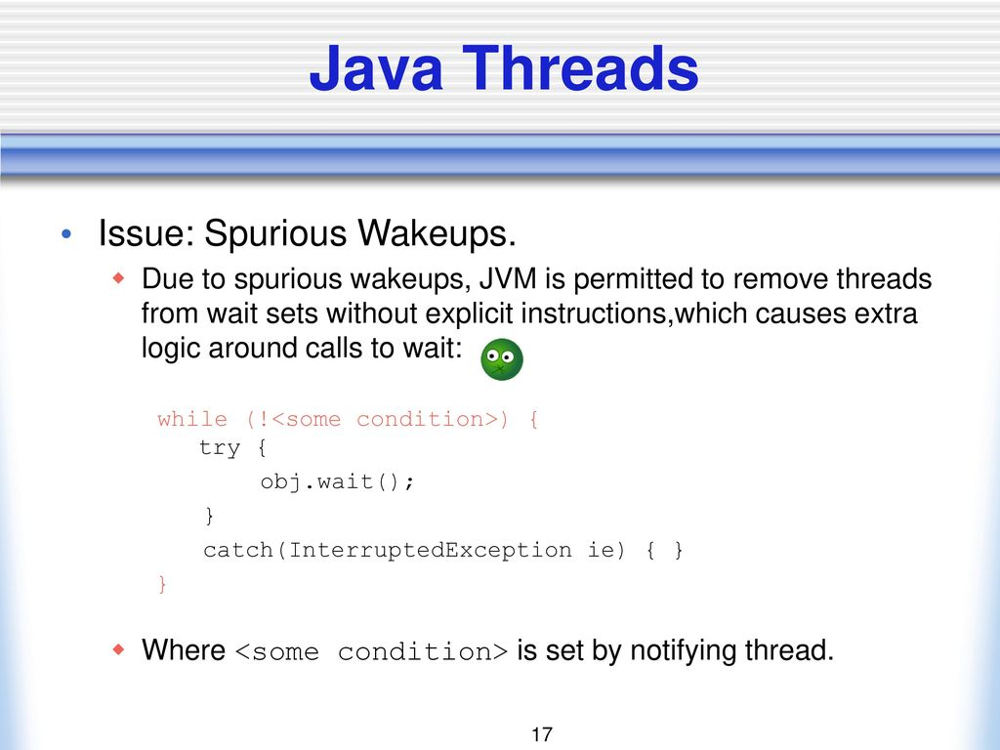 Java Threads
• Issue: Spurious Wakeups.
◆ Due to spurious wakeups, JVM is permitted to remove threads
from wait sets without explicit instructions,which causes extra
logic around calls to wait:
while (!<some condition>) {
try {
obj.wait();
}
catch(InterruptedException ie) { }
}
◆ Where <some condition> is set by notifying thread.
17